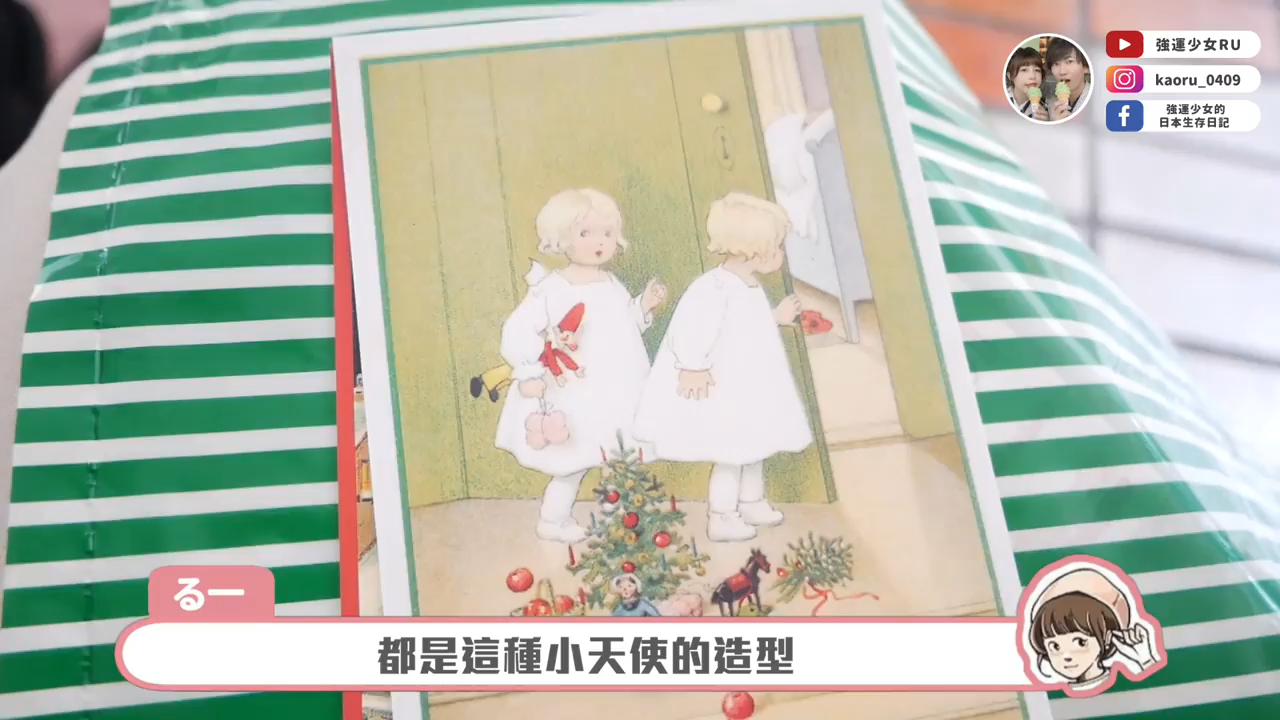 強運少女RU
kaoru_0409
強運少女的
日本生存日記
るー
都是這種小天使的造型